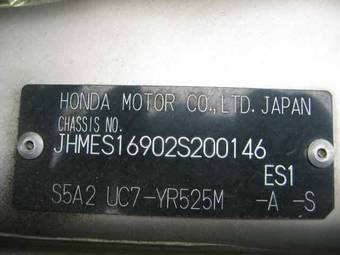 HONDA MOTOR CO.,LTD. JAPAN
CHASSIS NO.
JHMES16902S200146
ES1
S5A2 UC7-YR525M -A -S